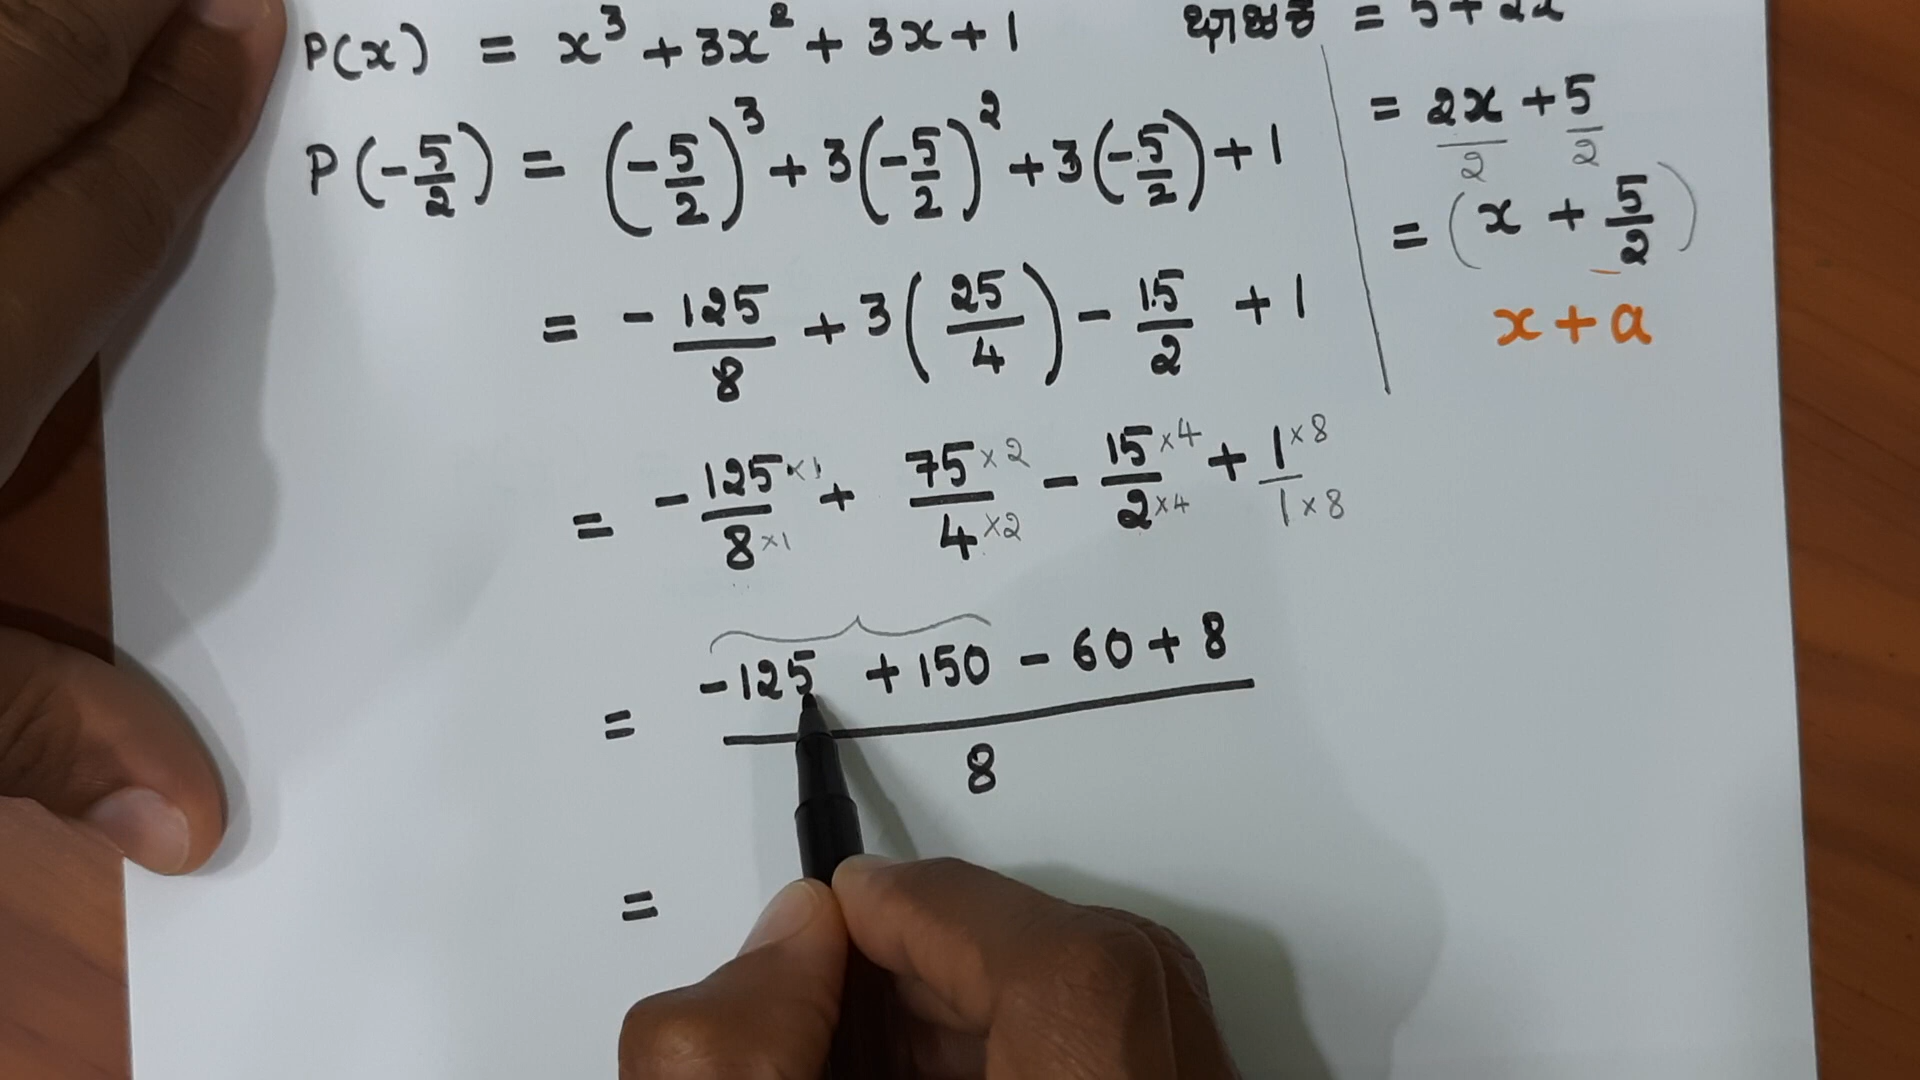 P(x) = x³ + 3x² + 3x + 1
P(-5/2) = (-5/2)³ + 3(-5/2)² + 3(-5/2) + 1
= -125/8 + 3(25/4) - 15/2 + 1
= -125×1/8×1 + 75×2/4×2 - 15×4/2×4 + 1×8/1×8
= (-125 + 150 - 60 + 8)/8
=
ಭಾಜಕ = 5 + 2x
= 2x/2 + 5/2
= (x + 5/2)
x + a